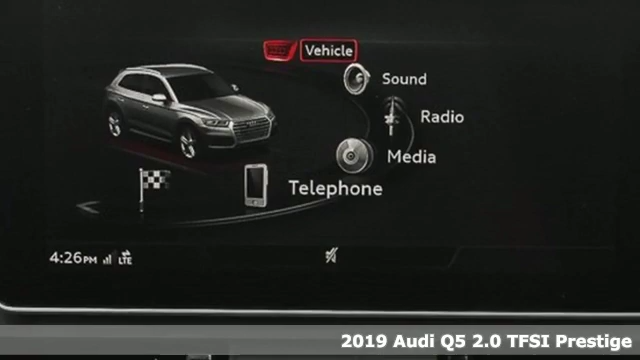 Vehicle
Sound
Radio
Media
Telephone
4:26PM LTE
2019 Audi Q5 2.0 TFSI Prestige